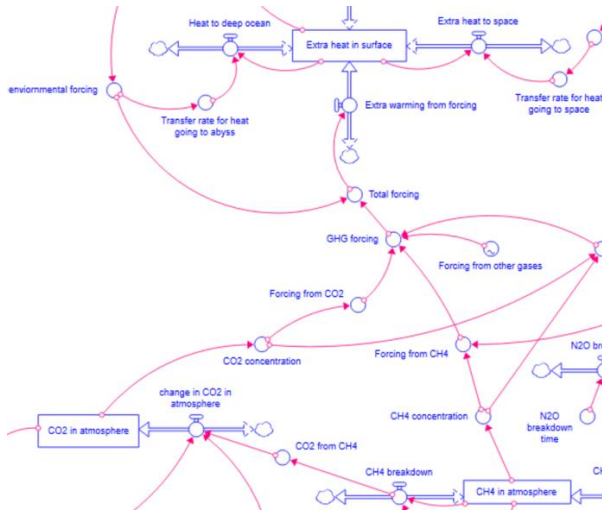 Heat to deep ocean
Extra heat in surface
Extra heat to space
enviornmental forcing
Transfer rate for heat
going to abyss
Extra warming from forcing
Transfer rate for heat
going to space
Total forcing
GHG forcing
Forcing from other gases
Forcing from CO2
CO2 concentration
Forcing from CH4
N2O
change in CO2 in
atmosphere
CO2 in atmosphere
CH4 concentration
N2O
breakdown
time
CO2 from CH4
CH4 breakdown
CH4 in atmosphere